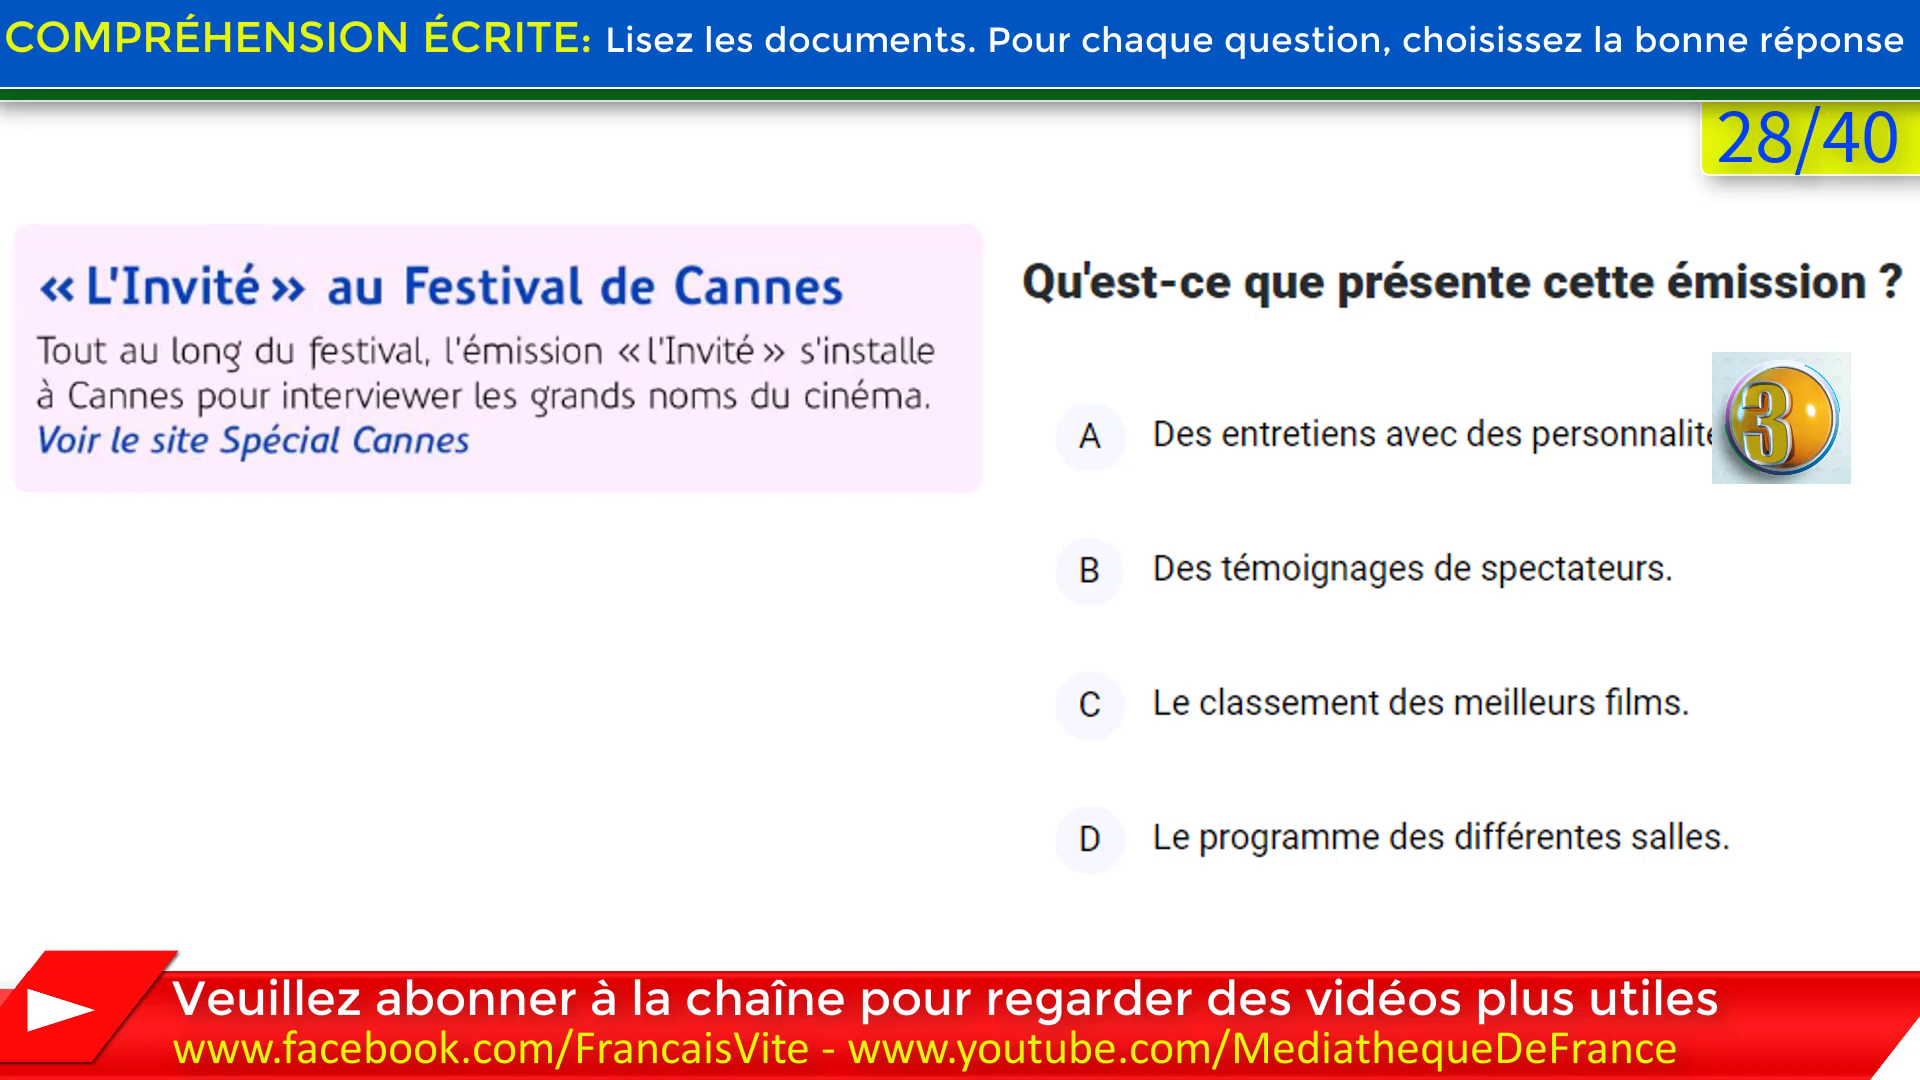 COMPRÉHENSION ÉCRITE: Lisez les documents. Pour chaque question, choisissez la bonne réponse
28/40
« L'Invité » au Festival de Cannes
Tout au long du festival, l'émission « l'Invité » s'installe
à Cannes pour interviewer les grands noms du cinéma.
Voir le site Spécial Cannes
Qu'est-ce que présente cette émission ?
A Des entretiens avec des
3
B Des témoignages de spectateurs.
C Le classement des meilleurs films.
D Le programme des différentes salles.
Veuillez abonner à la chaîne pour regarder des vidéos plus utiles
www.facebook.com/FrancaisVite - www.youtube.com/MediathequeDeFrance